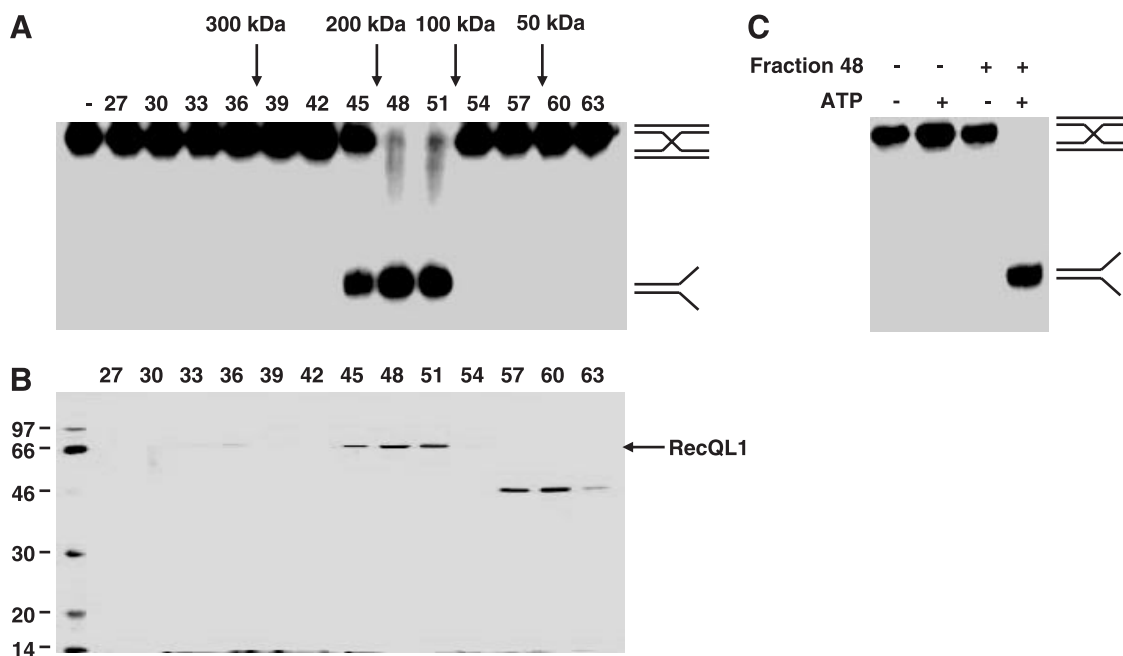 A
300 kDa 200 kDa 100 kDa 50 kDa
- 27 30 33 36 39 42 45 48 51 54 57 60 63
B
27 30 33 36 39 42 45 48 51 54 57 60 63
97
66
RecQL1
46
30
20
14
C
Fraction 48 - - + +
ATP - + - +